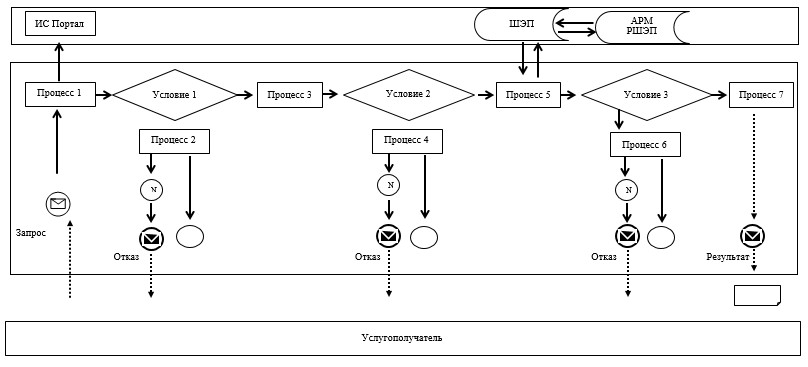 ИС Портал
ШЭП
АРМ
РШЭП
Процесс 1
Условие 1
Процесс 3
Условие 2
Процесс 5
Условие 3
Процесс 7
Процесс 2
Процесс 4
Процесс 6
N
N
N
Запрос
Отказ
Отказ
Отказ
Результат
Услугополучатель